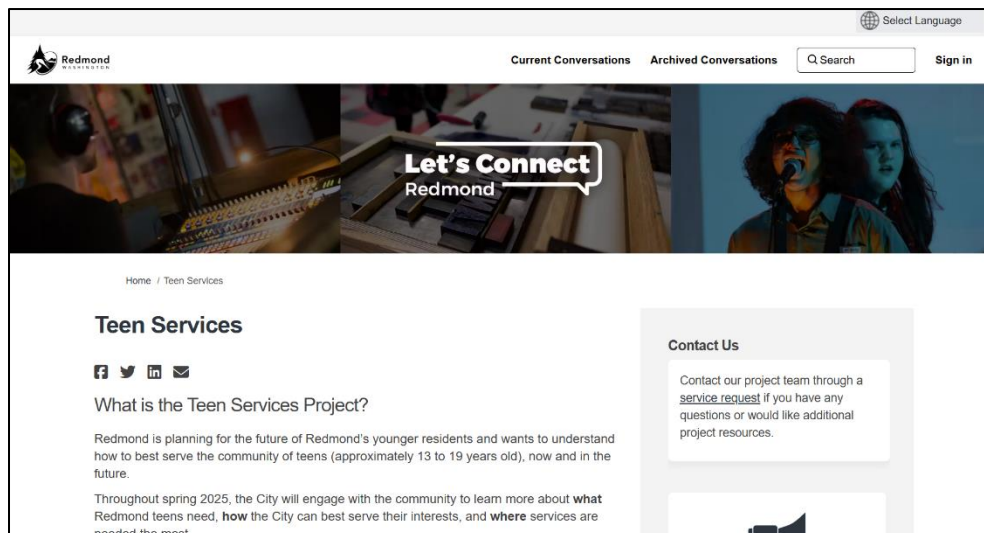 Select Language
Redmond
WASHINGTON
Current Conversations
Archived Conversations
Search
Sign in
Let's Connect
Redmond
Home / Teen Services
Teen Services
What is the Teen Services Project?
Redmond is planning for the future of Redmond's younger residents and wants to understand
how to best serve the community of teens (approximately 13 to 19 years old), now and in the
future.
Throughout spring 2025, the City will engage with the community to learn more about what
Redmond teens need, how the City can best serve their interests, and where services are
needed the most
Contact Us
Contact our project team through a
service request if you have any
questions or would like additional
project resources.